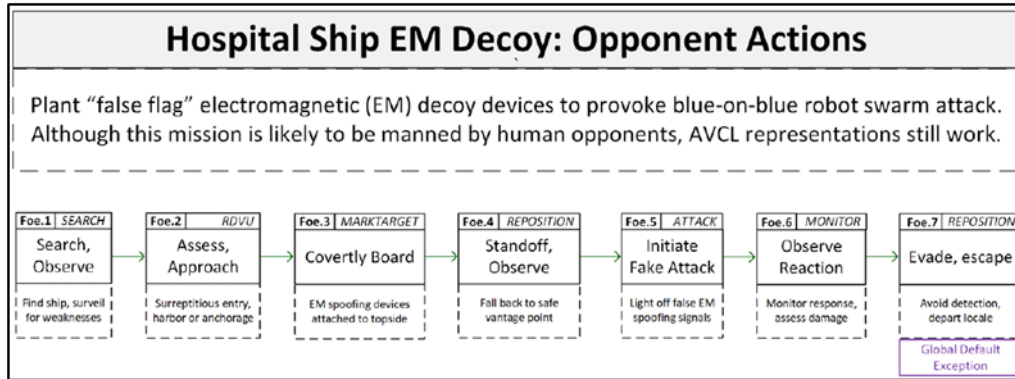 Hospital Ship EM Decoy: Opponent Actions
Plant “false flag” electromagnetic (EM) decoy devices to provoke blue-on-blue robot swarm attack.
Although this mission is likely to be manned by human opponents, AVCL representations still work.
Foe.1 SEARCH
Search,
Observe
Find ship, surveil
for weaknesses
Foe.2 RDVU
Assess,
Approach
Surreptitious entry,
harbor or anchorage
Foe.3 MARKTARGET
Covertly Board
EM spoofing devices
attached to topside
Foe.4 REPOSITION
Standoff,
Observe
Fall back to safe
vantage point
Foe.5 ATTACK
Initiate
Fake Attack
Light off false EM
spoofing signals
Foe.6 MONITOR
Observe
Reaction
Monitor response,
assess damage
Foe.7 REPOSITION
Evade, escape
Avoid detection,
depart locale
Global Default
Exception